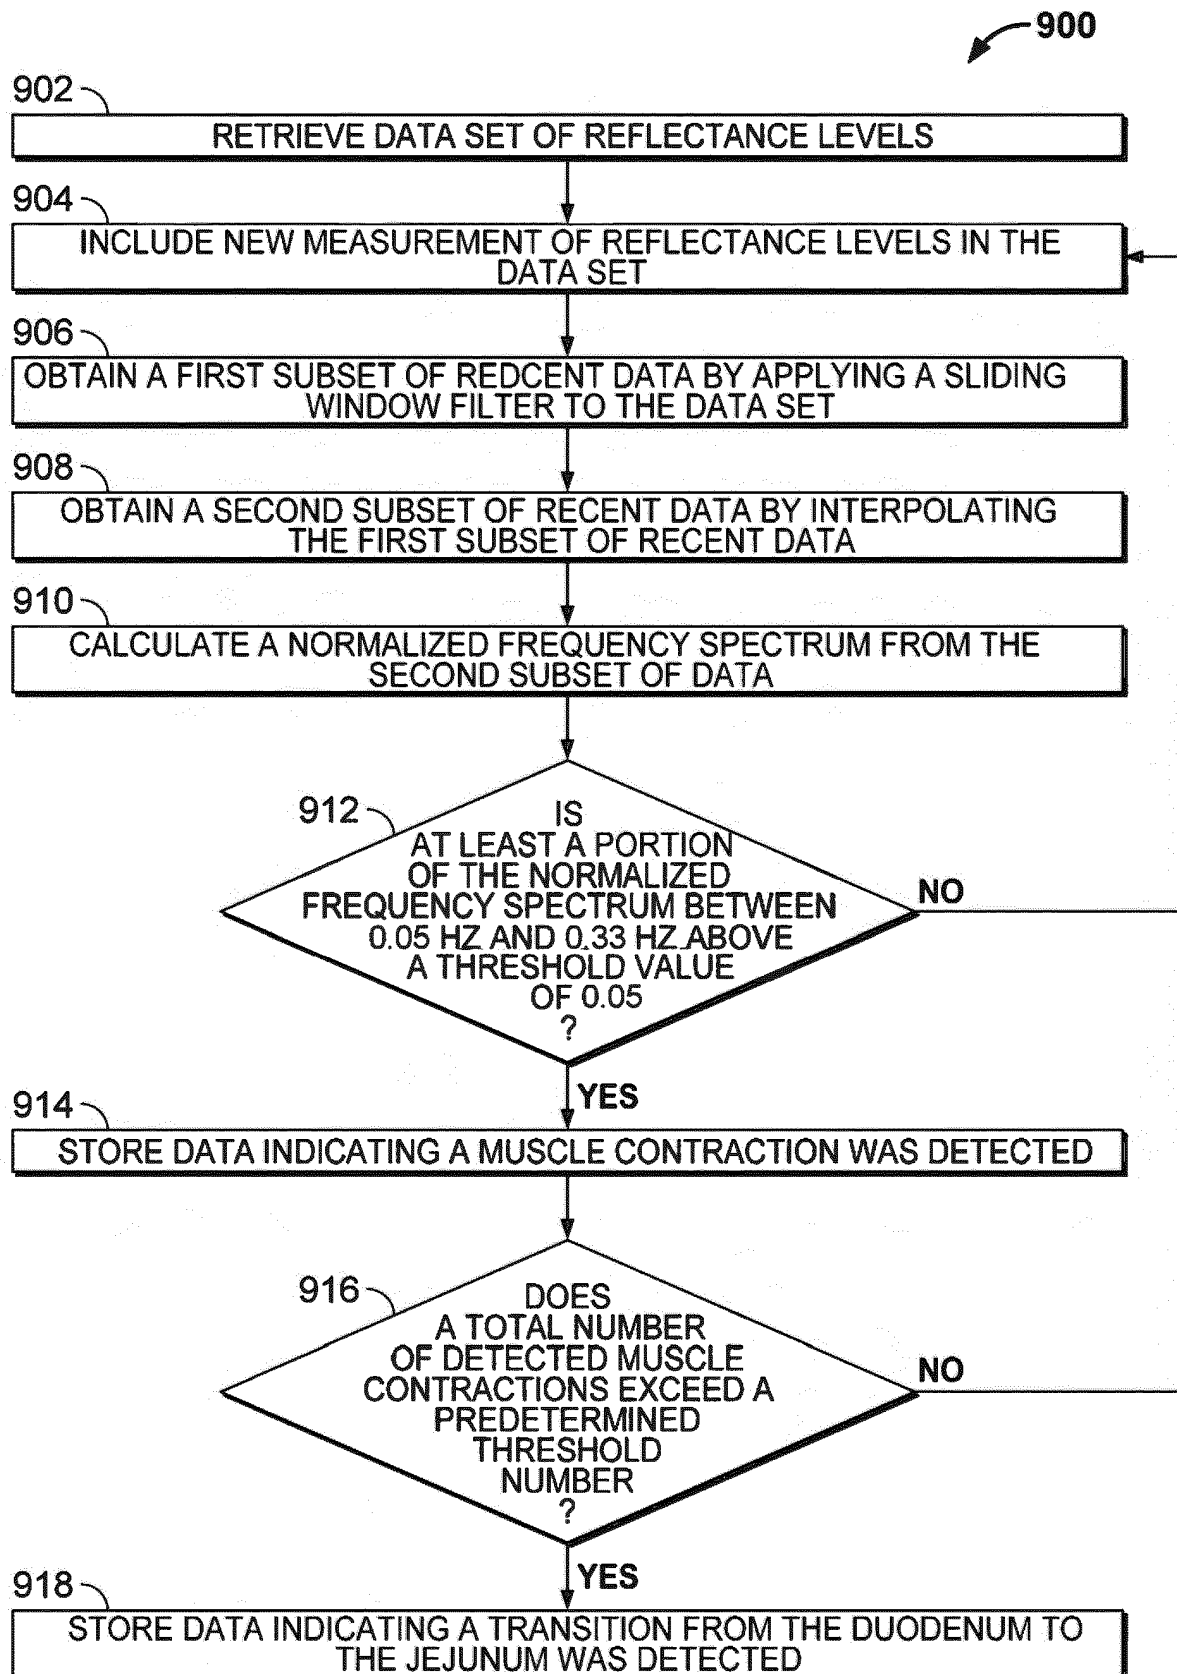 900
902
RETRIEVE DATA SET OF REFLECTANCE LEVELS
904
INCLUDE NEW MEASUREMENT OF REFLECTANCE LEVELS IN THE
DATA SET
906
OBTAIN A FIRST SUBSET OF REDCENT DATA BY APPLYING A SLIDING
WINDOW FILTER TO THE DATA SET
908
OBTAIN A SECOND SUBSET OF RECENT DATA BY INTERPOLATING
THE FIRST SUBSET OF RECENT DATA
910
CALCULATE A NORMALIZED FREQUENCY SPECTRUM FROM THE
SECOND SUBSET OF DATA
912
IS
AT LEAST A PORTION
OF THE NORMALIZED
FREQUENCY SPECTRUM BETWEEN
0.05 HZ AND 0.33 HZ ABOVE
A THRESHOLD VALUE
OF 0.05
?
NO
YES
914
STORE DATA INDICATING A MUSCLE CONTRACTION WAS DETECTED
916
DOES
A TOTAL NUMBER
OF DETECTED MUSCLE
CONTRACTIONS EXCEED A
PREDETERMINED
THRESHOLD
NUMBER
?
NO
YES
918
STORE DATA INDICATING A TRANSITION FROM THE DUODENUM TO
THE JEJUNUM WAS DETECTED